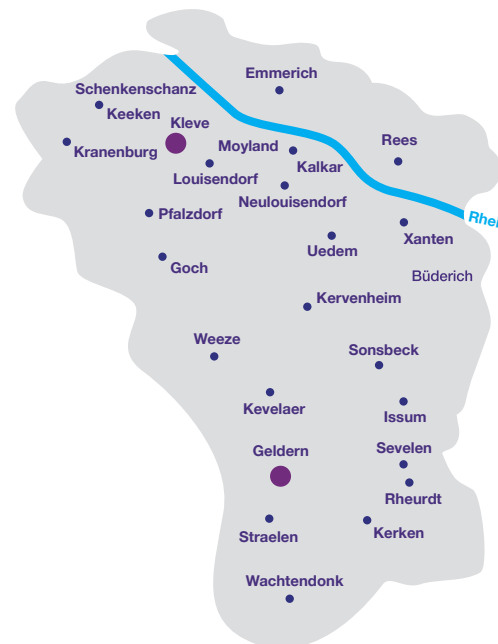 Emmerich
Schenkenschanz
Keeken
Kleve
Kranenburg
Moyland
Rees
Kalkar
Louisendorf
Neulouisendorf
Pfalzdorf
Rhei
Xanten
Uedem
Goch
Büderich
Kervenheim
Weeze
Sonsbeck
Kevelaer
Issum
Sevelen
Geldern
Rheurdt
Straelen
Kerken
Wachtendonk